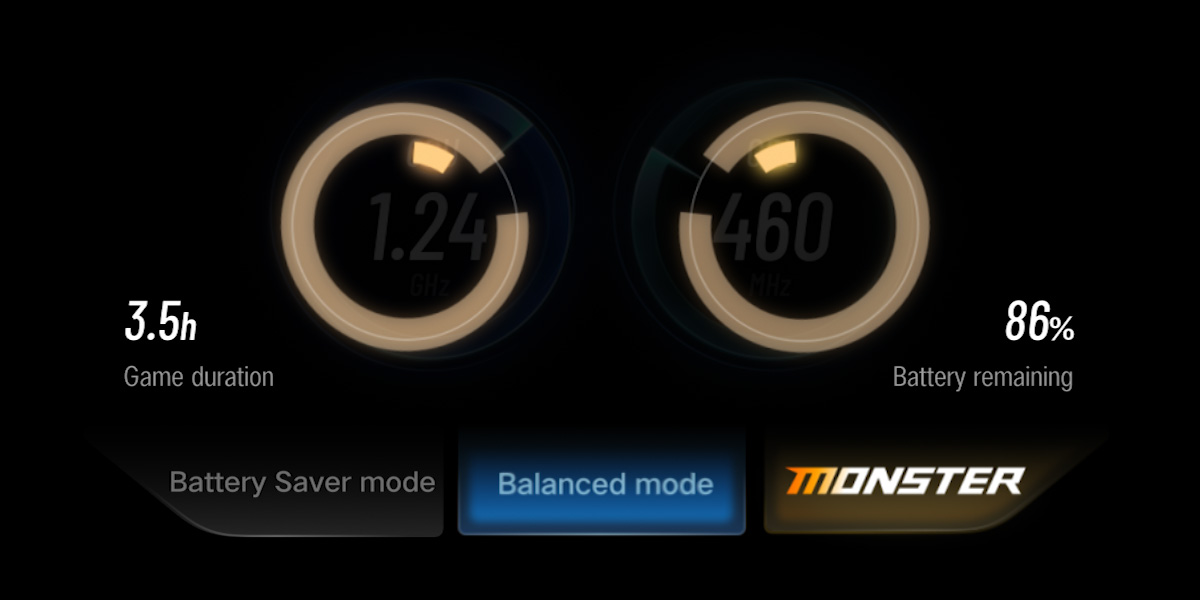 1.24
460
GHz
MHz
3.5h
86%
Game duration
Battery remaining
Battery Saver mode
Balanced mode
MONSTER